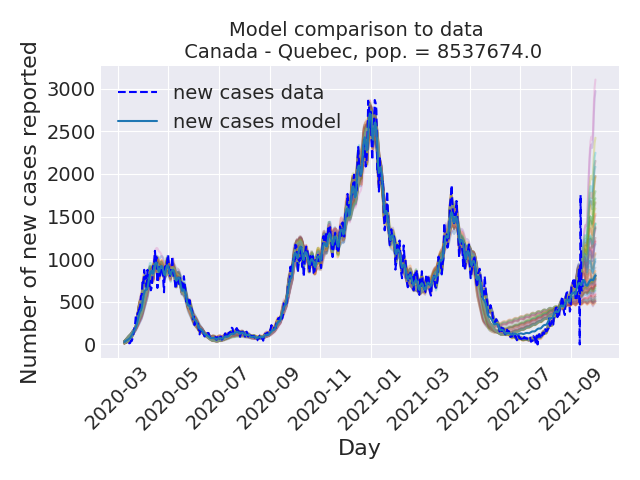 Model comparison to data
Canada - Quebec, pop. = 8537674.0
Number of new cases reported
3000
2500
2000
1500
1000
500
0
new cases data
new cases model
2020-03
2020-05
2020-07
2020-09
2020-11
2021-01
2021-03
2021-05
2021-07
2021-09
Day